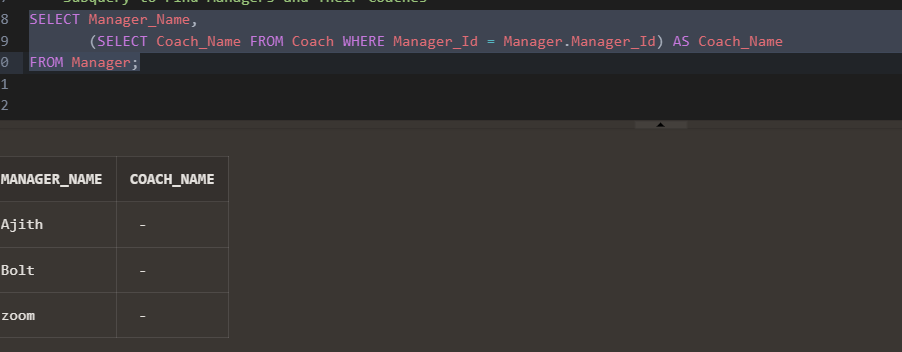 Subquery to Find Managers and Their Coaches
8 SELECT Manager_Name,
9 (SELECT Coach_Name FROM Coach WHERE Manager_Id = Manager.Manager_Id) AS Coach_Name
0 FROM Manager;
1
2
MANAGER_NAME COACH_NAME
Ajith -
Bolt -
zoom -